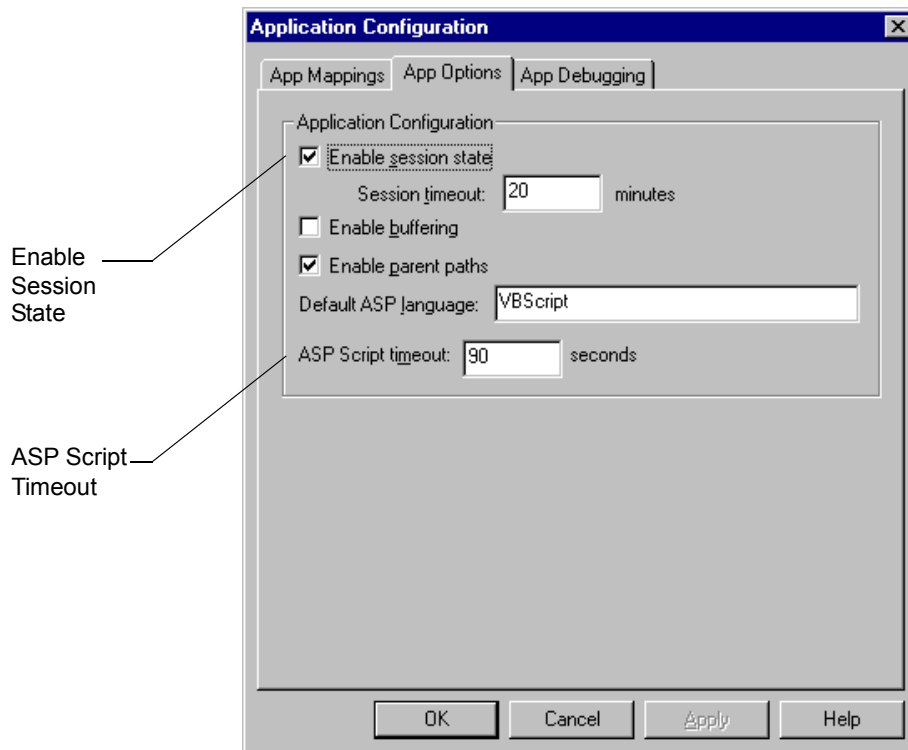 Application Configuration
App Mappings
App Options
App Debugging
Application Configuration
Enable session state
Session timeout: 20 minutes
Enable buffering
Enable parent paths
Default ASP language: VBScript
ASP Script timeout: 90 seconds
Enable
Session
State
ASP Script
Timeout
OK
Cancel
Apply
Help